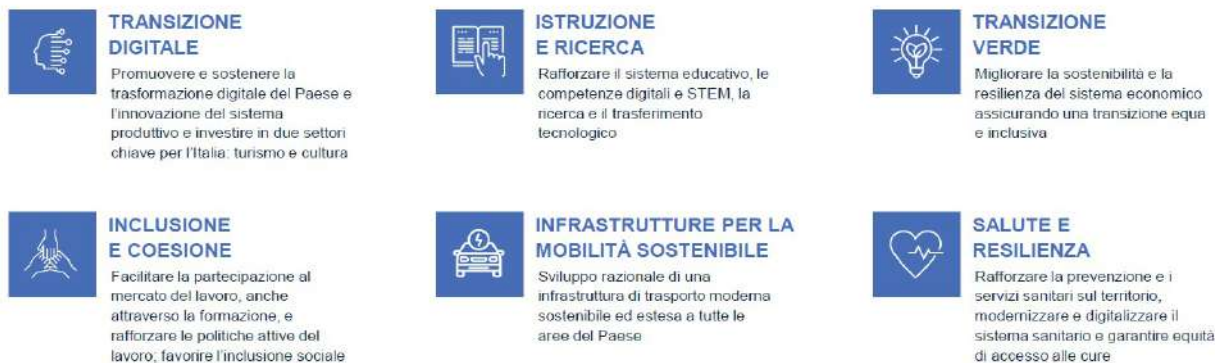 TRANSIZIONE
DIGITALE
Promuovere e sostenere la
trasformazione digitale del Paese e
l'innovazione del sistema
produttivo e investire in due settori
chiave per l'Italia: turismo e cultura
ISTRUZIONE
E RICERCA
Rafforzare il sistema educativo, le
competenze digitali e STEM, la
ricerca e il trasferimento
tecnologico
TRANSIZIONE
VERDE
Migliorare la sostenibilità e la
resilienza del sistema economico
assicurando una transizione equa
e inclusiva
INCLUSIONE
E COESIONE
Facilitare la partecipazione al
mercato del lavoro, anche
attraverso la formazione, e
rafforzare le politiche attive del
lavoro; favorire l'inclusione sociale
INFRASTRUTTURE PER LA
MOBILITÀ SOSTENIBILE
Sviluppo razionale di una
infrastruttura di trasporto moderna
sostenibile ed estesa a tutte le
aree del Paese
SALUTE E
RESILIENZA
Rafforzare la prevenzione e i
servizi sanitari sul territorio,
modernizzare e digitalizzare il
sistema sanitario e garantire equità
di accesso alle cure